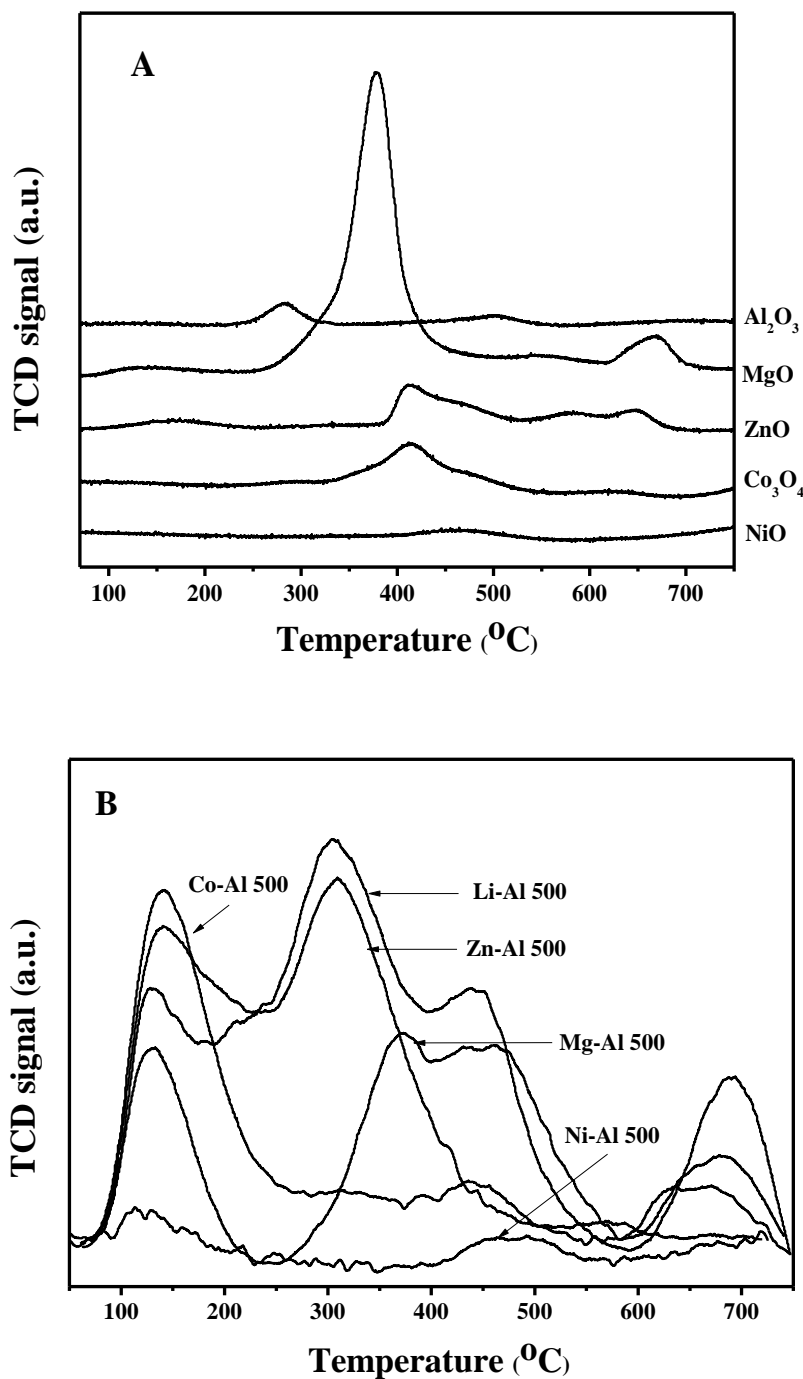 A
TCD signal (a.u.)
Al₂O₃
MgO
ZnO
Co₃O₄
NiO
100 200 300 400 500 600 700
Temperature (ᴼC)
B
TCD signal (a.u.)
Co-Al 500
Li-Al 500
Zn-Al 500
Mg-Al 500
Ni-Al 500
100 200 300 400 500 600 700
Temperature (ᴼC)